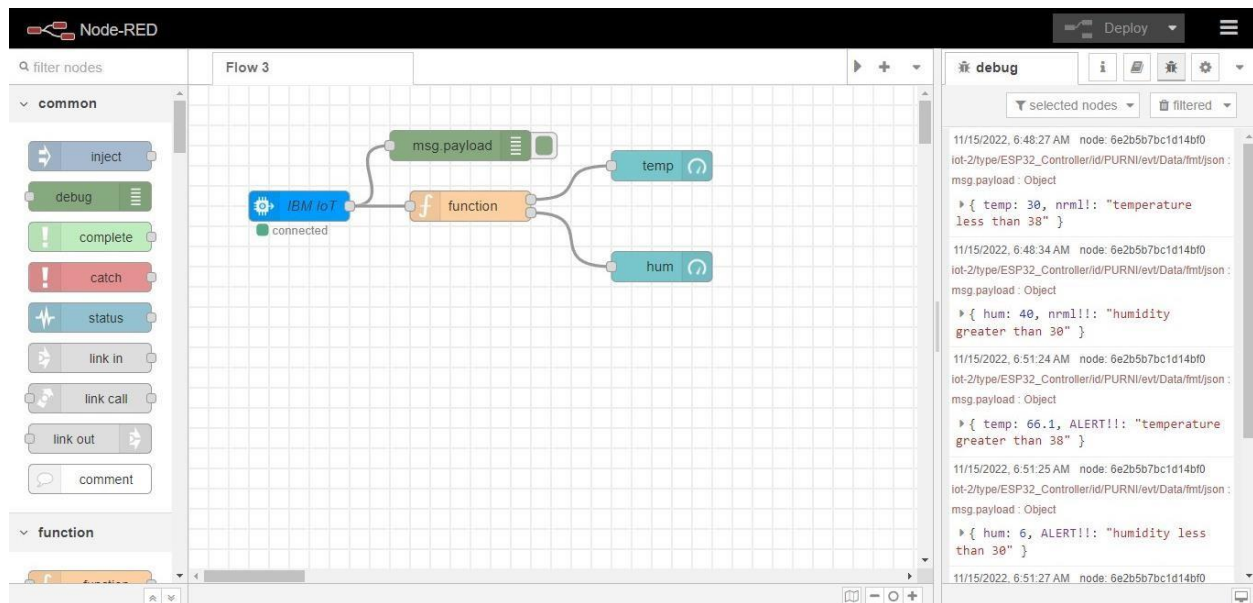 Node-RED
Deploy
filter nodes
Flow 3
debug
i
common
selected nodes
filtered
inject
debug
complete
catch
status
link in
link call
link out
comment
function
msg.payload
IBM IoT
connected
function
temp
hum
11/15/2022, 6:48:27 AM node: 6e2b5b7bc1d14bf0
iot-2/type/ESP32_Controller/id/PURNI/evt/Data/fmt/json :
msg.payload : Object
{ temp: 30, nrml!: "temperature
less than 38" }
11/15/2022, 6:48:34 AM node: 6e2b5b7bc1d14bf0
iot-2/type/ESP32_Controller/id/PURNI/evt/Data/fmt/json :
msg.payload : Object
{ hum: 40, nrml!!: "humidity
greater than 30" }
11/15/2022, 6:51:24 AM node: 6e2b5b7bc1d14bf0
iot-2/type/ESP32_Controller/id/PURNI/evt/Data/fmt/json :
msg.payload : Object
{ temp: 66.1, ALERT!!: "temperature
greater than 38" }
11/15/2022, 6:51:25 AM node: 6e2b5b7bc1d14bf0
iot-2/type/ESP32_Controller/id/PURNI/evt/Data/fmt/json :
msg.payload : Object
{ hum: 6, ALERT!!: "humidity less
than 30" }
11/15/2022, 6:51:27 AM node: 6e2b5b7bc1d14bf0